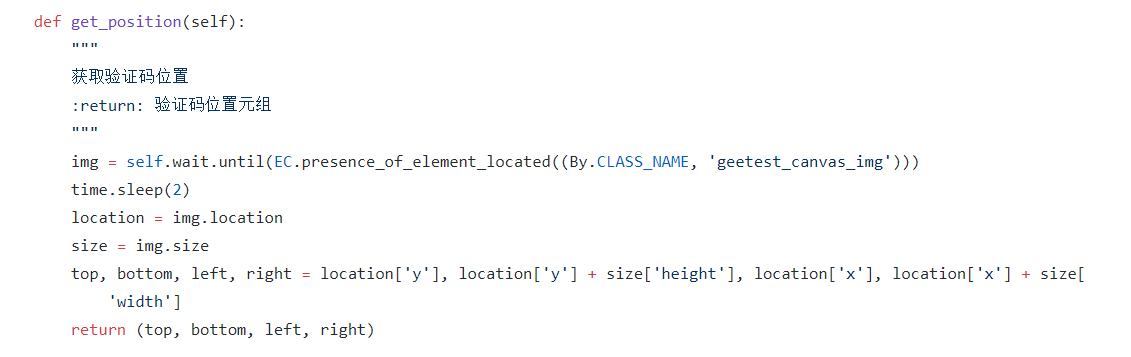 def get_position(self):
"""
获取验证码位置
:return: 验证码位置元组
"""
img = self.wait.until(EC.presence_of_element_located((By.CLASS_NAME, 'geetest_canvas_img')))
time.sleep(2)
location = img.location
size = img.size
top, bottom, left, right = location['y'], location['y'] + size['height'], location['x'], location['x'] + size[
'width']
return (top, bottom, left, right)